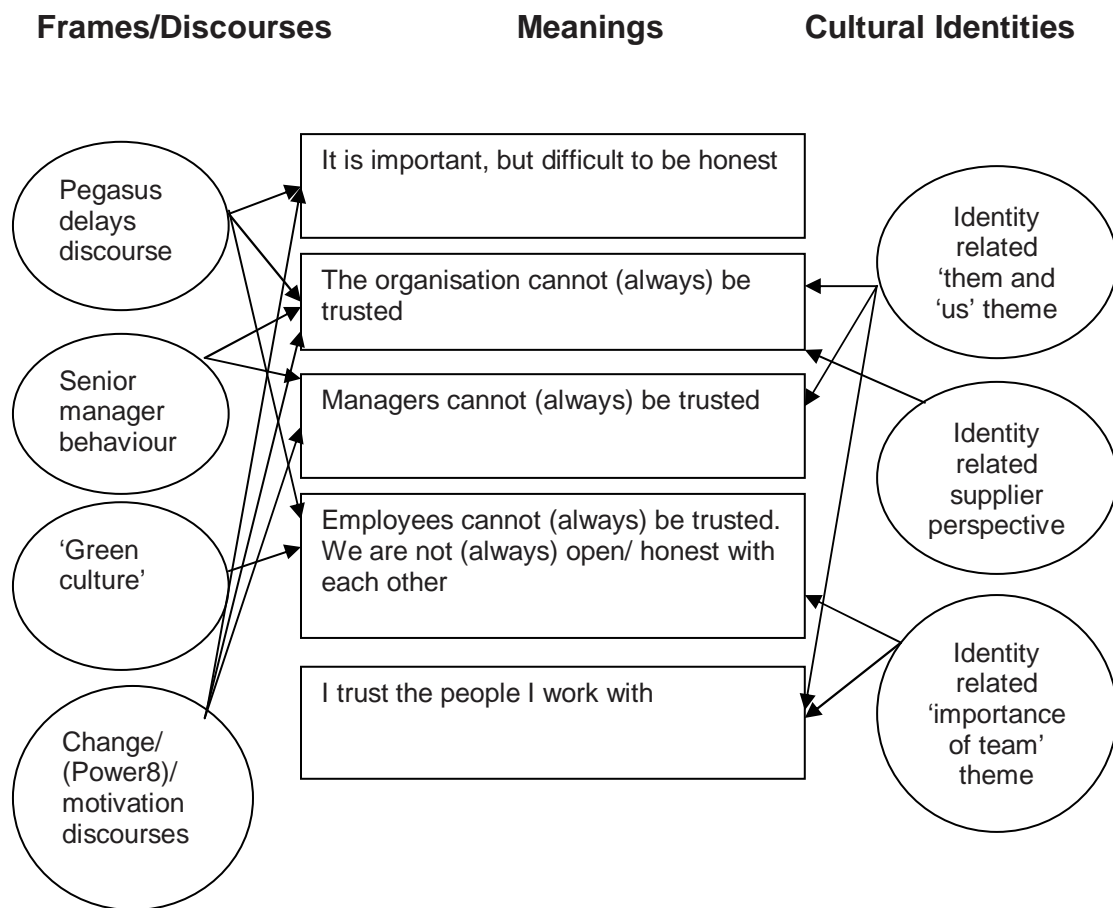 Frames/Discourses Meanings Cultural Identities
Pegasus
delays
discourse
Senior
manager
behaviour
‘Green
culture’
Change/
(Power8)/
motivation
discourses
It is important, but difficult to be honest
The organisation cannot (always) be
trusted
Managers cannot (always) be trusted
Employees cannot (always) be trusted.
We are not (always) open/ honest with
each other
I trust the people I work with
Identity
related
‘them and
‘us’ theme
Identity
related
supplier
perspective
Identity
related
‘importance
of team’
theme